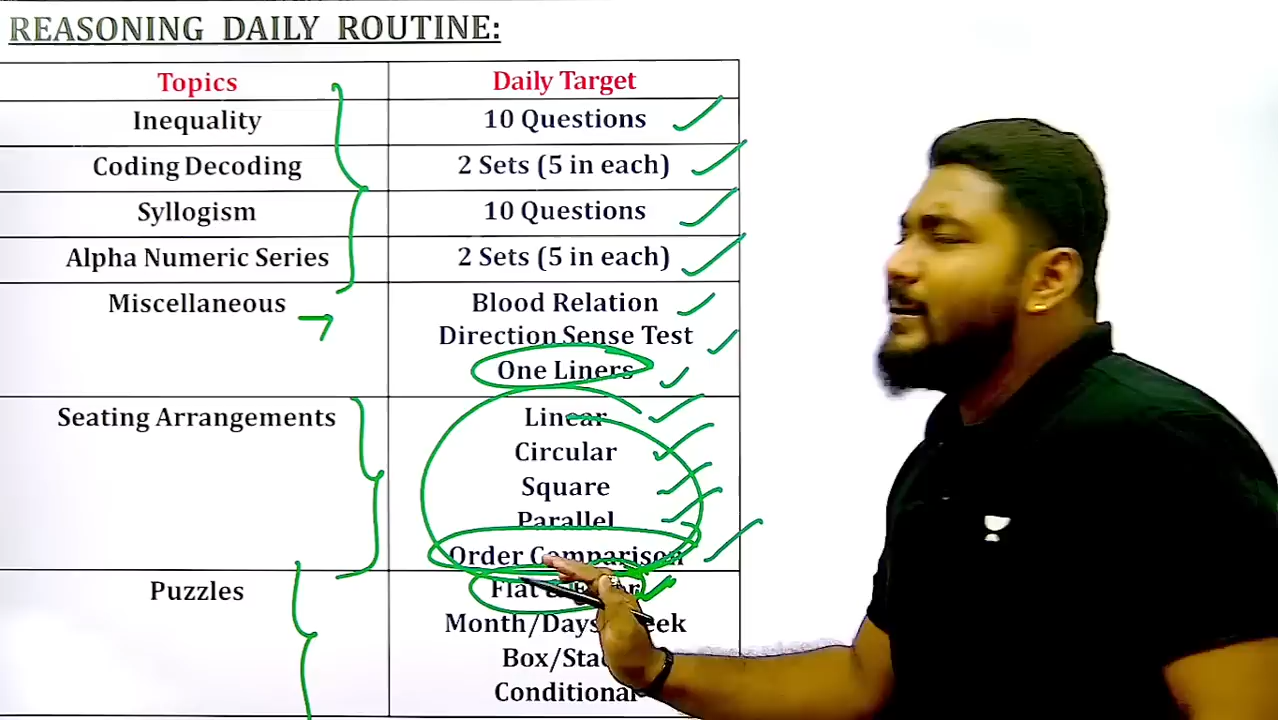 REASONING DAILY ROUTINE:
Topics Daily Target
Inequality 10 Questions
Coding Decoding 2 Sets (5 in each)
Syllogism 10 Questions
Alpha Numeric Series 2 Sets (5 in each)
Miscellaneous Blood Relation
Direction Sense Test
One Liners
Seating Arrangements Linear
Circular
Square
Parallel
Order Comparison
Puzzles Flat
Month/Days
Box/
Conditional